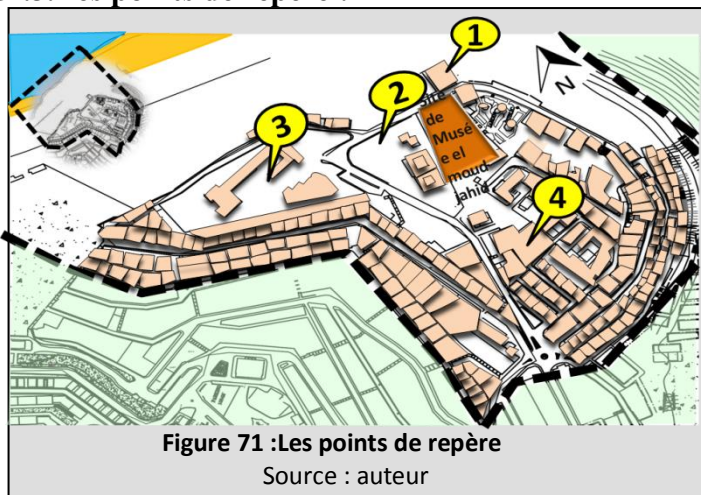 Les points de repère :
1
2
3
4
N
de
Musé
e el
moud
jahid
Figure 71 :Les points de repère
Source : auteur